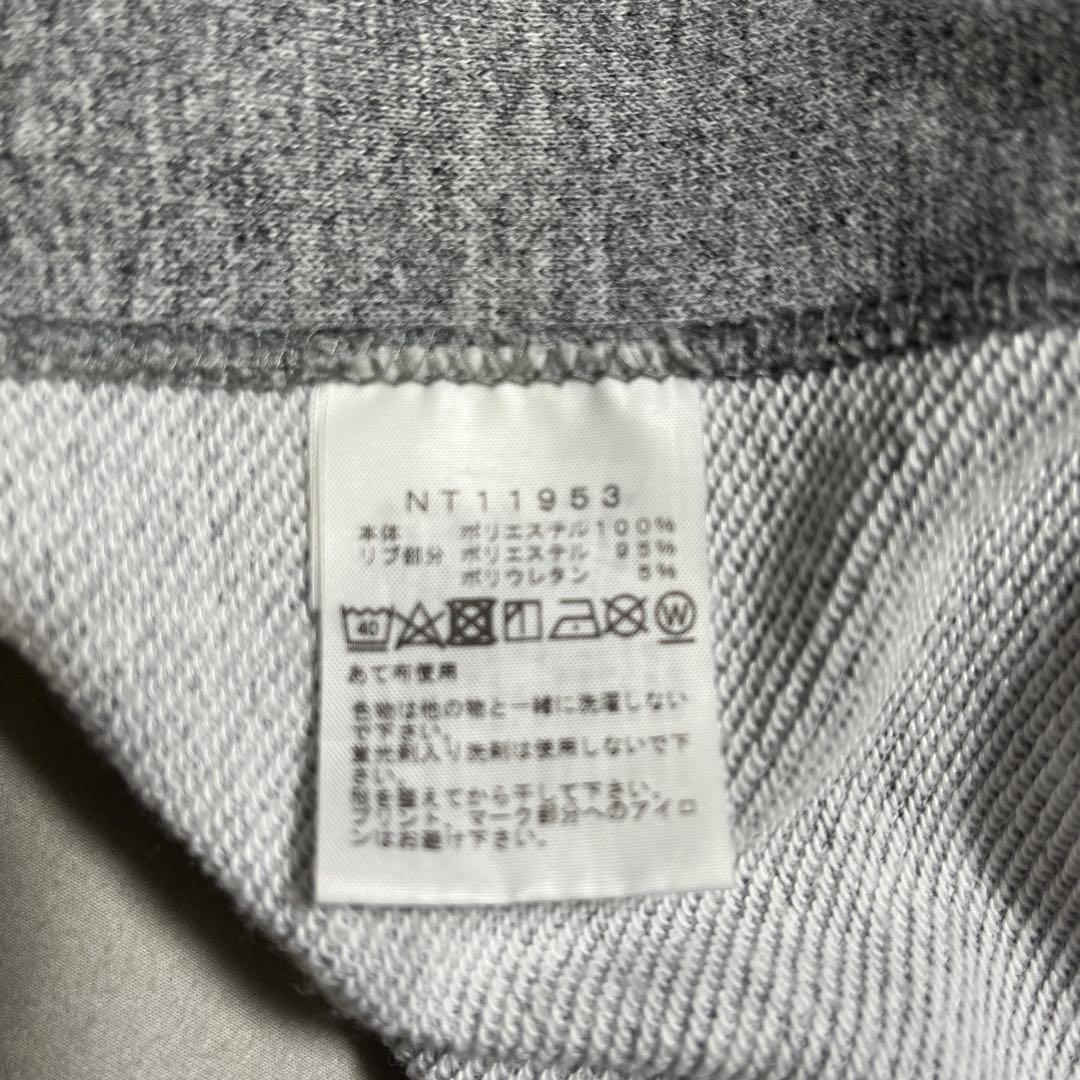 NT11953
本体 ポリエステル100%
リブ部分 ポリエステル 95%
ポリウレタン 5%
40
W
あて布使用
色物は他の物と一緒に洗濯しない
で下さい。
蛍光剤入り洗剤は使用しないで下
さい。
形を整えてから干して下さい。
プリント、マーク部分へのアイロ
ンはお避け下さい。